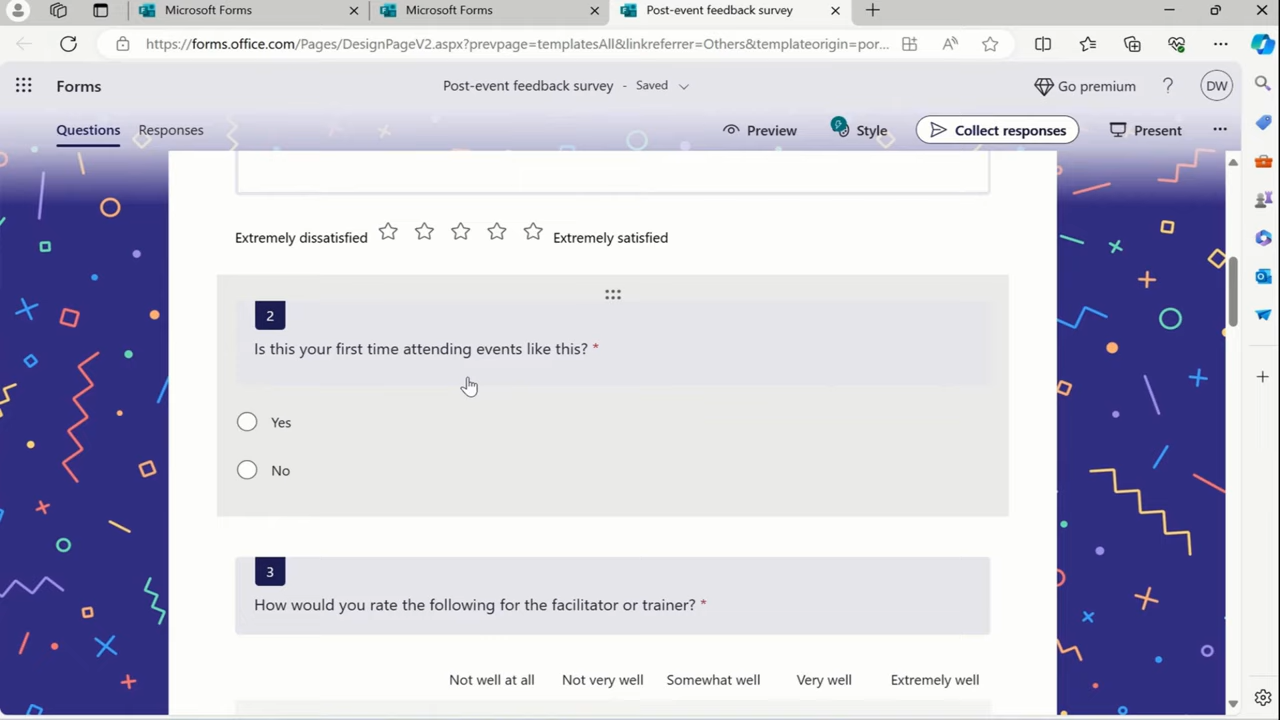 Microsoft Forms
Microsoft Forms
Post-event feedback survey
https://forms.office.com/Pages/DesignPageV2.aspx?prevpage=templatesAll&linkreferrer=Others&templateorigin=por...
Forms
Post-event feedback survey - Saved
Go premium
?
DW
Questions
Responses
Preview
Style
Collect responses
Present
Extremely dissatisfied
Extremely satisfied
2
Is this your first time attending events like this? *
Yes
No
3
How would you rate the following for the facilitator or trainer? *
Not well at all
Not very well
Somewhat well
Very well
Extremely well